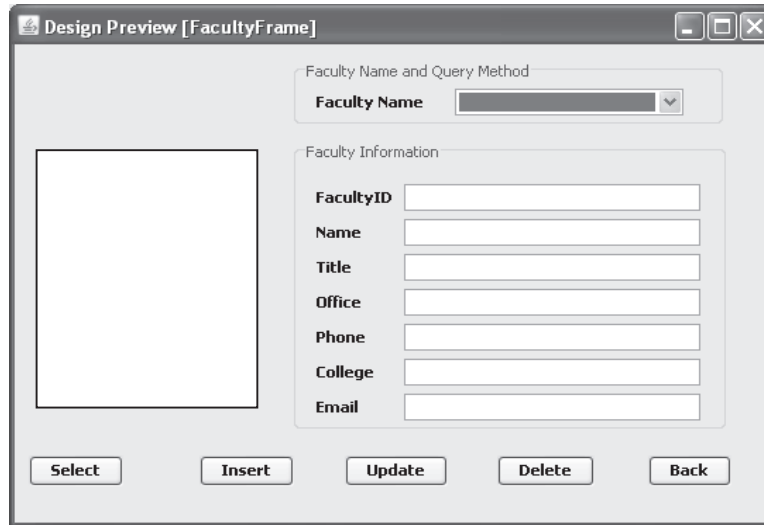 Design Preview [FacultyFrame]
Faculty Name and Query Method
Faculty Name
Faculty Information
FacultyID
Name
Title
Office
Phone
College
Email
Select Insert Update Delete Back